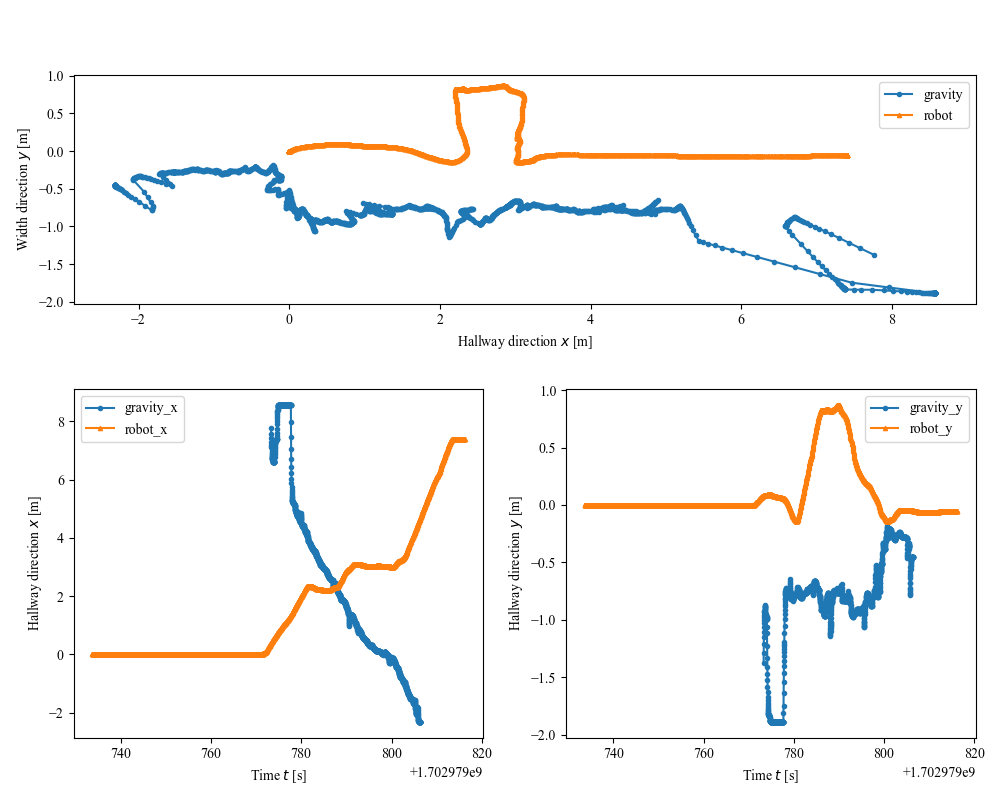 1.0
0.5
0.0
−0.5
−1.0
−1.5
−2.0
Width direction y [m]
gravity
robot
−2 0 2 4 6 8
Hallway direction x [m]
8
6
4
2
0
−2
Hallway direction x [m]
gravity_x
robot_x
740 760 780 800 820
Time t [s]
+1.702979e9
1.0
0.5
0.0
−0.5
−1.0
−1.5
−2.0
Hallway direction y [m]
gravity_y
robot_y
740 760 780 800 820
Time t [s]
+1.702979e9